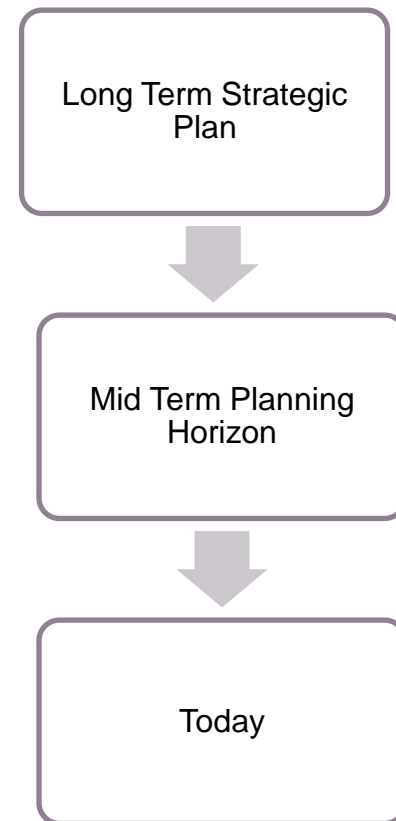 Long Term Strategic
Plan
Mid Term Planning
Horizon
Today